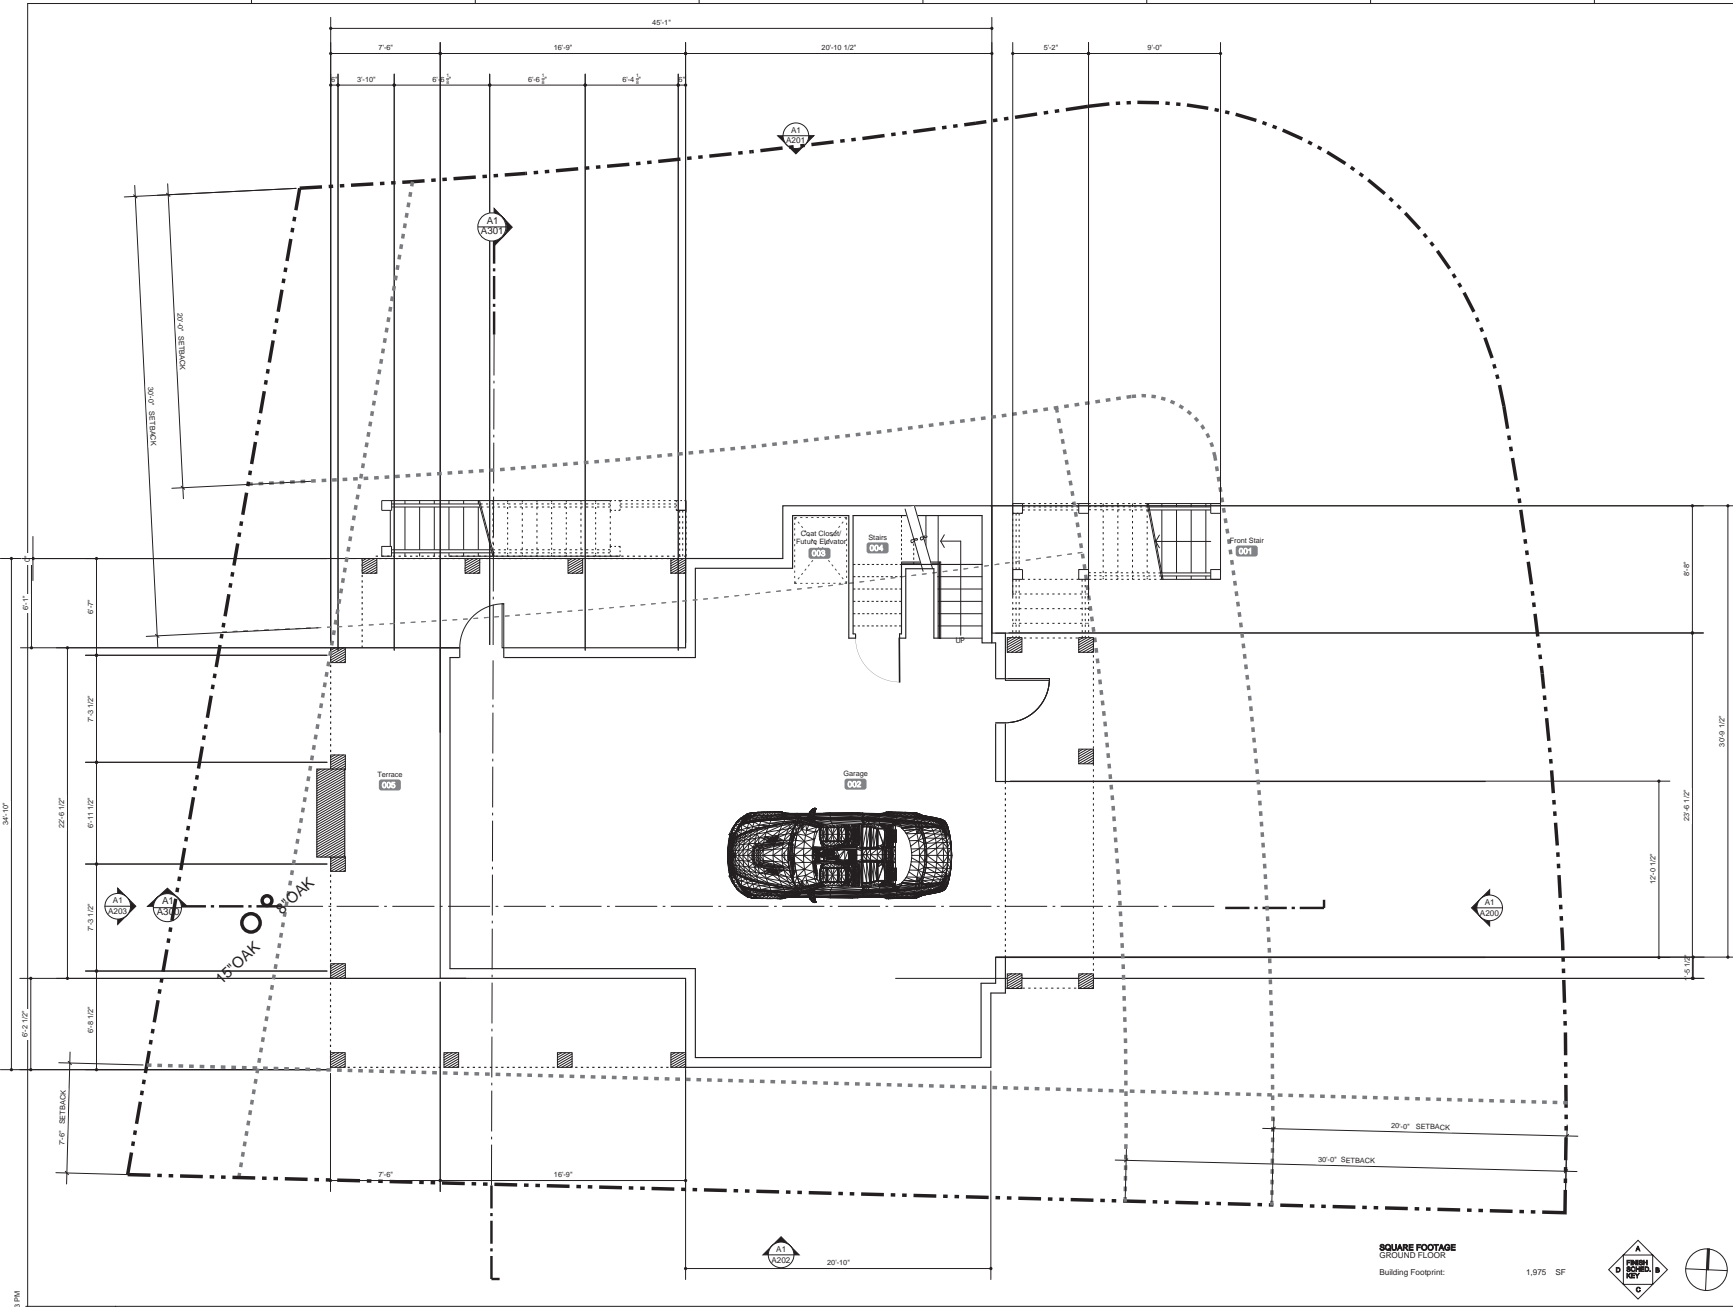 45'-1"
7'-6"
16'-9"
20'-10 1/2"
5'-2"
9'-0"
6"
3'-10"
6'-6 1/2"
6'-4 1/2"
6"
A1
A201
A1
A301
20'-0" SETBACK
30'-0" SETBACK
Coat Closet/
Future Elevator
003
Stairs
004
Front Stair
001
UP
6'-1"
6'-7"
8'-8"
7'-3 1/2"
30'-9 1/2"
Terrace
005
Garage
002
34'-10"
22'-6 1/2"
6'-11 1/2"
23'-6 1/2"
12'-0 1/2"
8"OAK
15"OAK
A1
A203
A1
A300
A1
A200
7'-3 1/2"
6'-2 1/2"
6'-8 1/2"
7'-6" SETBACK
20'-0" SETBACK
30'-0" SETBACK
7'-6"
16'-9"
A1
A202
20'-10"
SQUARE FOOTAGE
GROUND FLOOR
Building Footprint: 1,975 SF
A
D
FINISH
SCHED.
KEY
B
C
PM